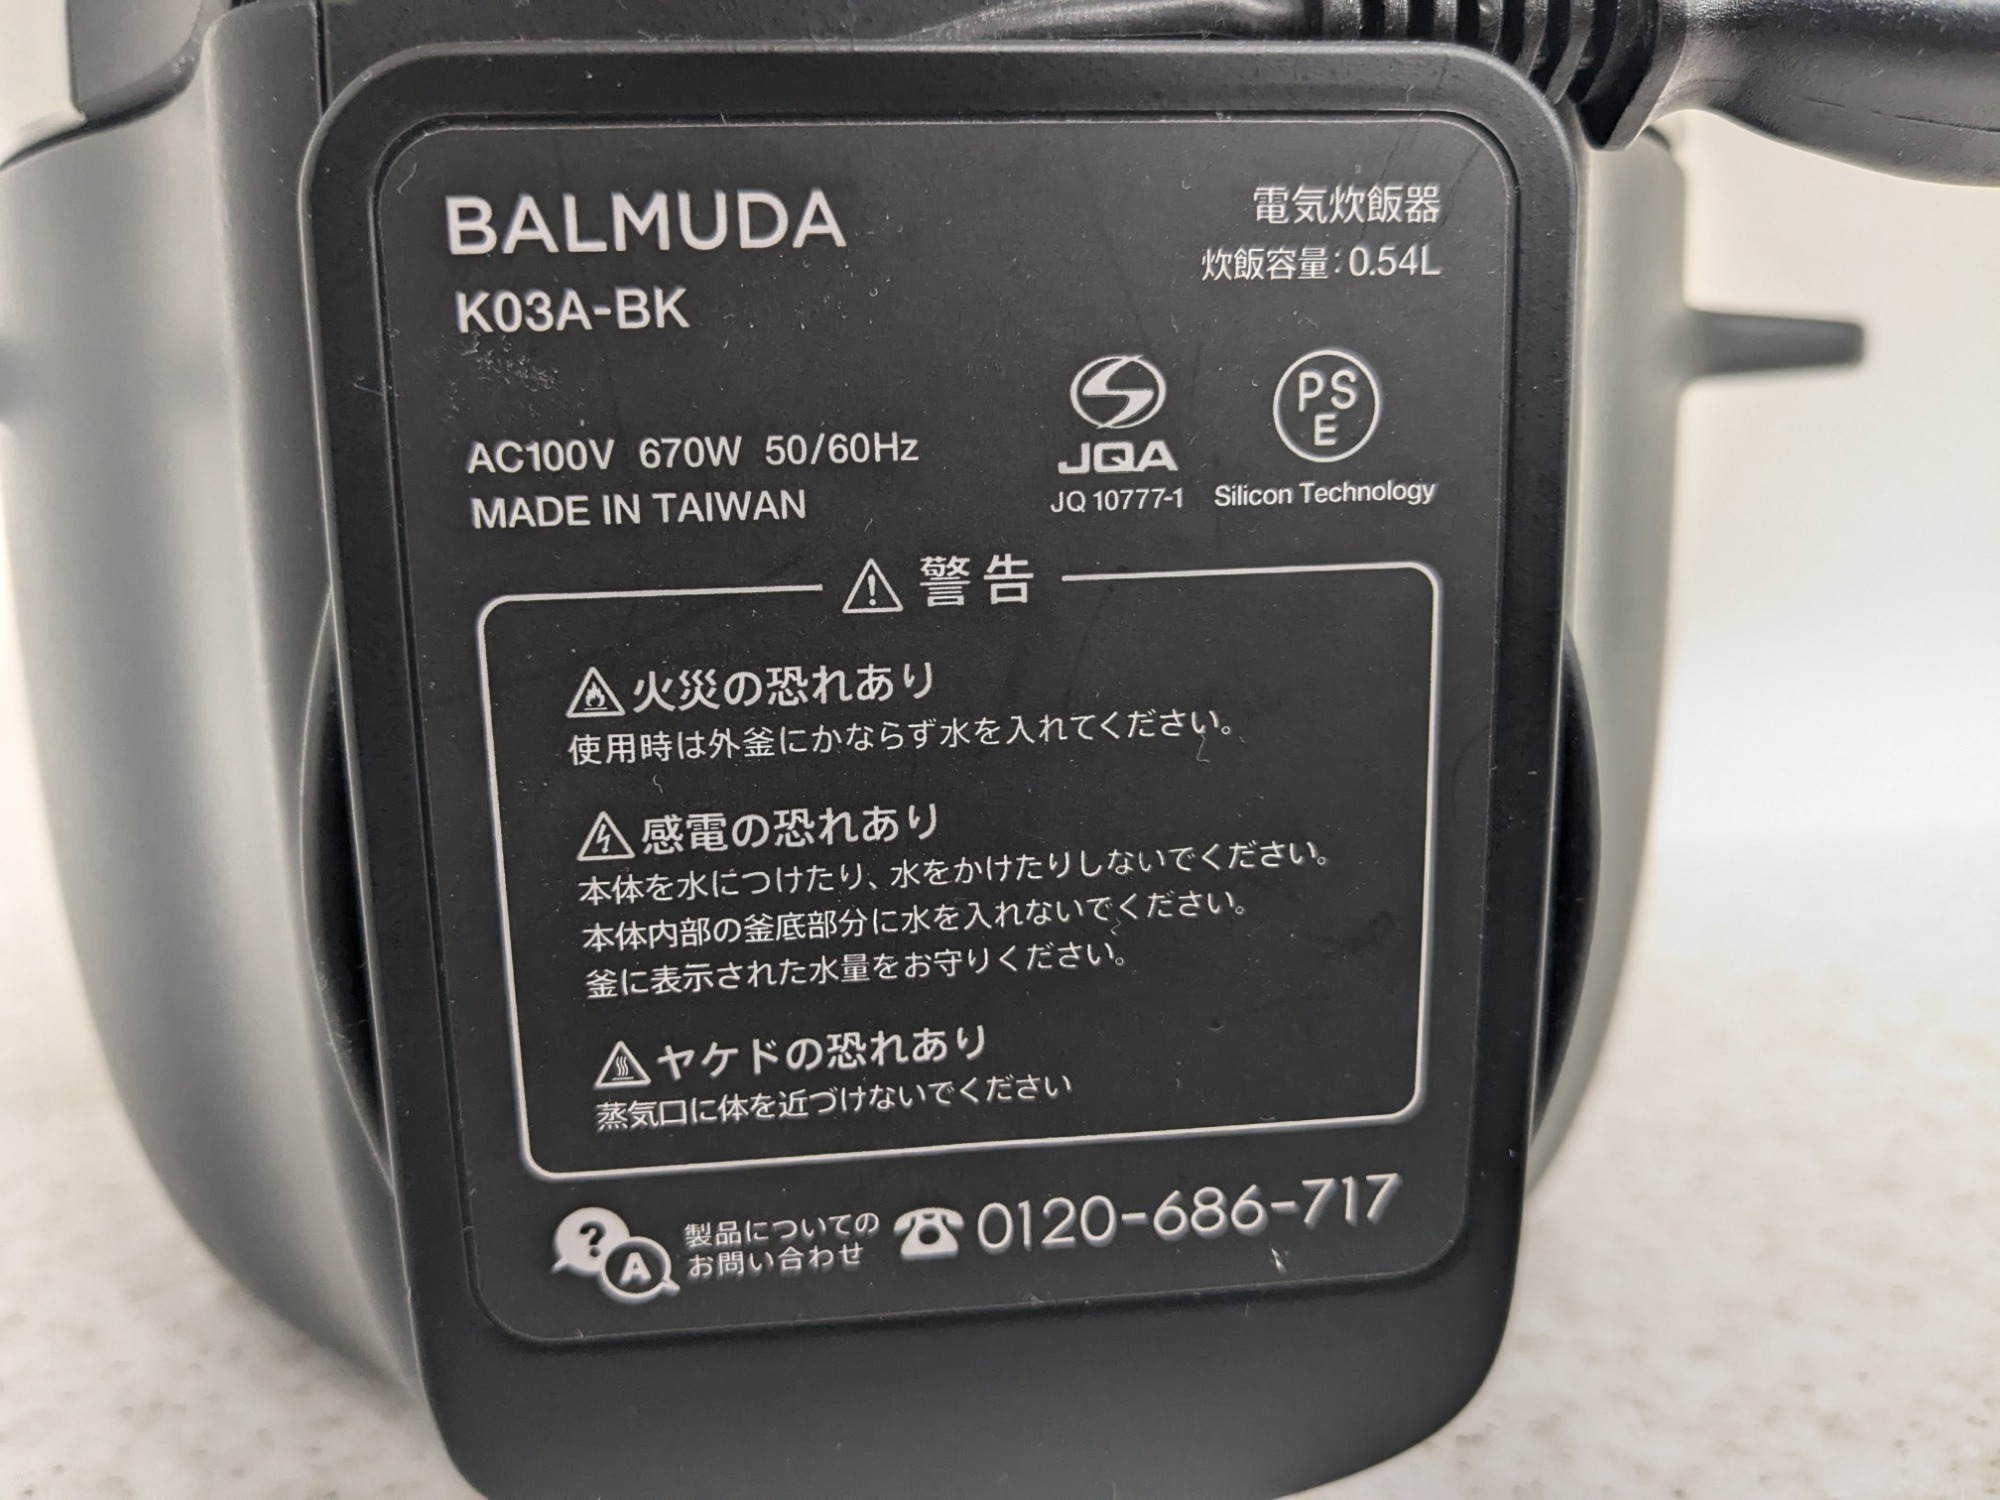 BALMUDA
K03A-BK
電気炊飯器
炊飯容量:0.54L
AC100V 670W 50/60Hz
MADE IN TAIWAN
JQA
JQ 10777-1
PS
E
Silicon Technology
警告
火災の恐れあり
使用時は外釜にかならず水を入れてください。
感電の恐れあり
本体を水につけたり、水をかけたりしないでください。
本体内部の釜底部分に水を入れないでください。
釜に表示された水量をお守りください。
ヤケドの恐れあり
蒸気口に体を近づけないでください
? A
製品についての
お問い合わせ
0120-686-717